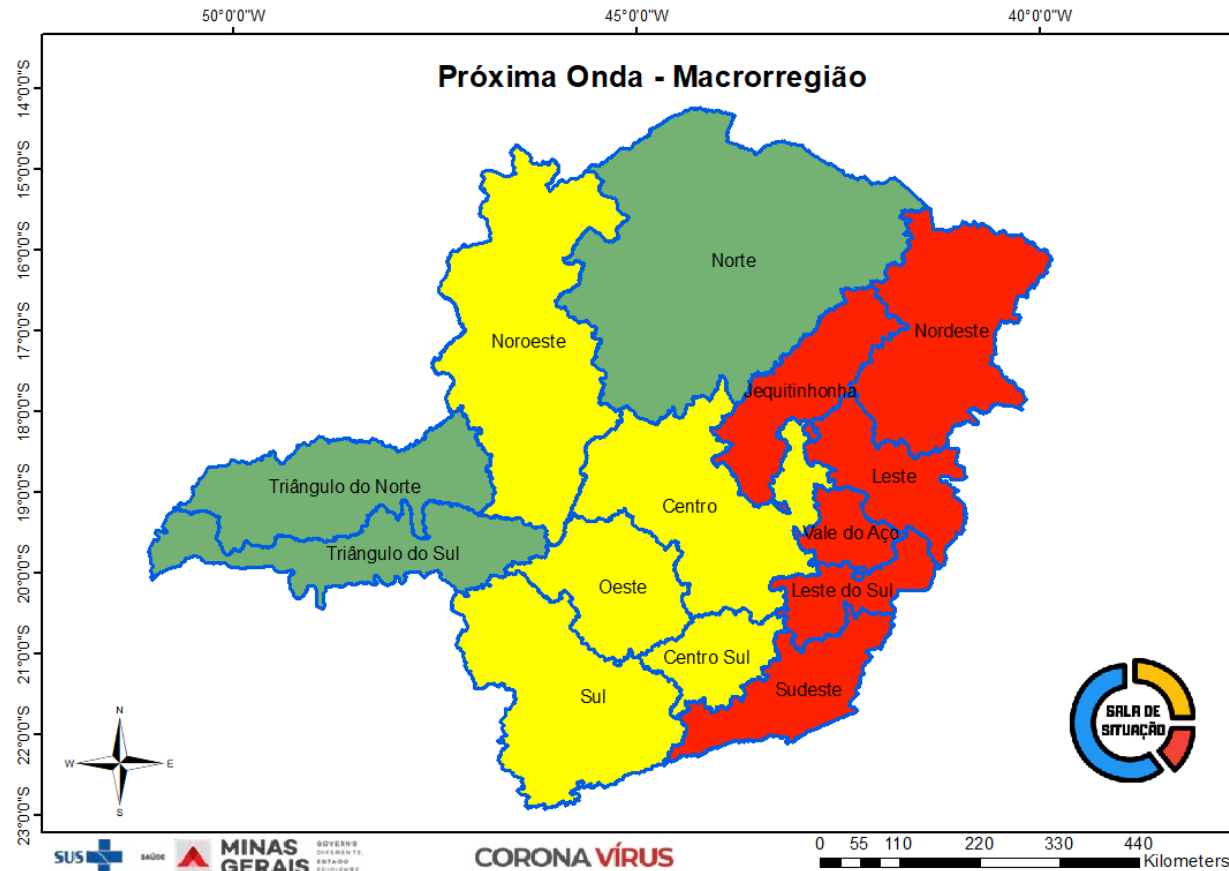 50°0'0"W 45°0'0"W 40°0'0"W
Próxima Onda - Macrorregião
14°0'0"S
15°0'0"S
16°0'0"S
17°0'0"S
18°0'0"S
19°0'0"S
20°0'0"S
21°0'0"S
22°0'0"S
23°0'0"S
Norte
Noroeste
Nordeste
Jequitinhonha
Leste
Triângulo do Norte
Centro
Vale do Aço
Triângulo do Sul
Oeste
Leste do Sul
Centro Sul
Sul
Sudeste
N
W E
S
SALA DE
SITUAÇÃO
SUS
SAÚDE
MINAS
GERAIS
GOVERNO
DIFERENTE.
ESTADO
EFICIENTE.
CORONA VÍRUS
0 55 110 220 330 440
Kilometers